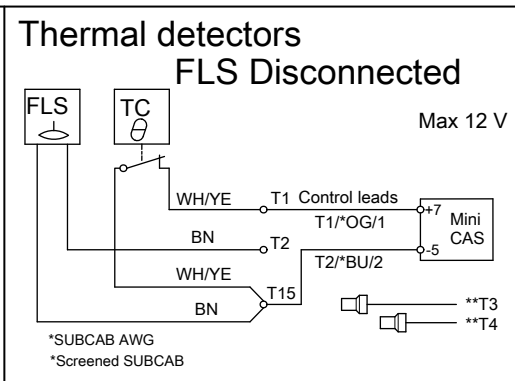 Thermal detectors
FLS Disconnected
FLS
TC
Max 12 V
WH/YE
T1
Control leads
+7
T1/*OG/1
Mini
CAS
BN
T2
-5
T2/*BU/2
WH/YE
T15
BN
**T3
**T4
*SUBCAB AWG
*Screened SUBCAB